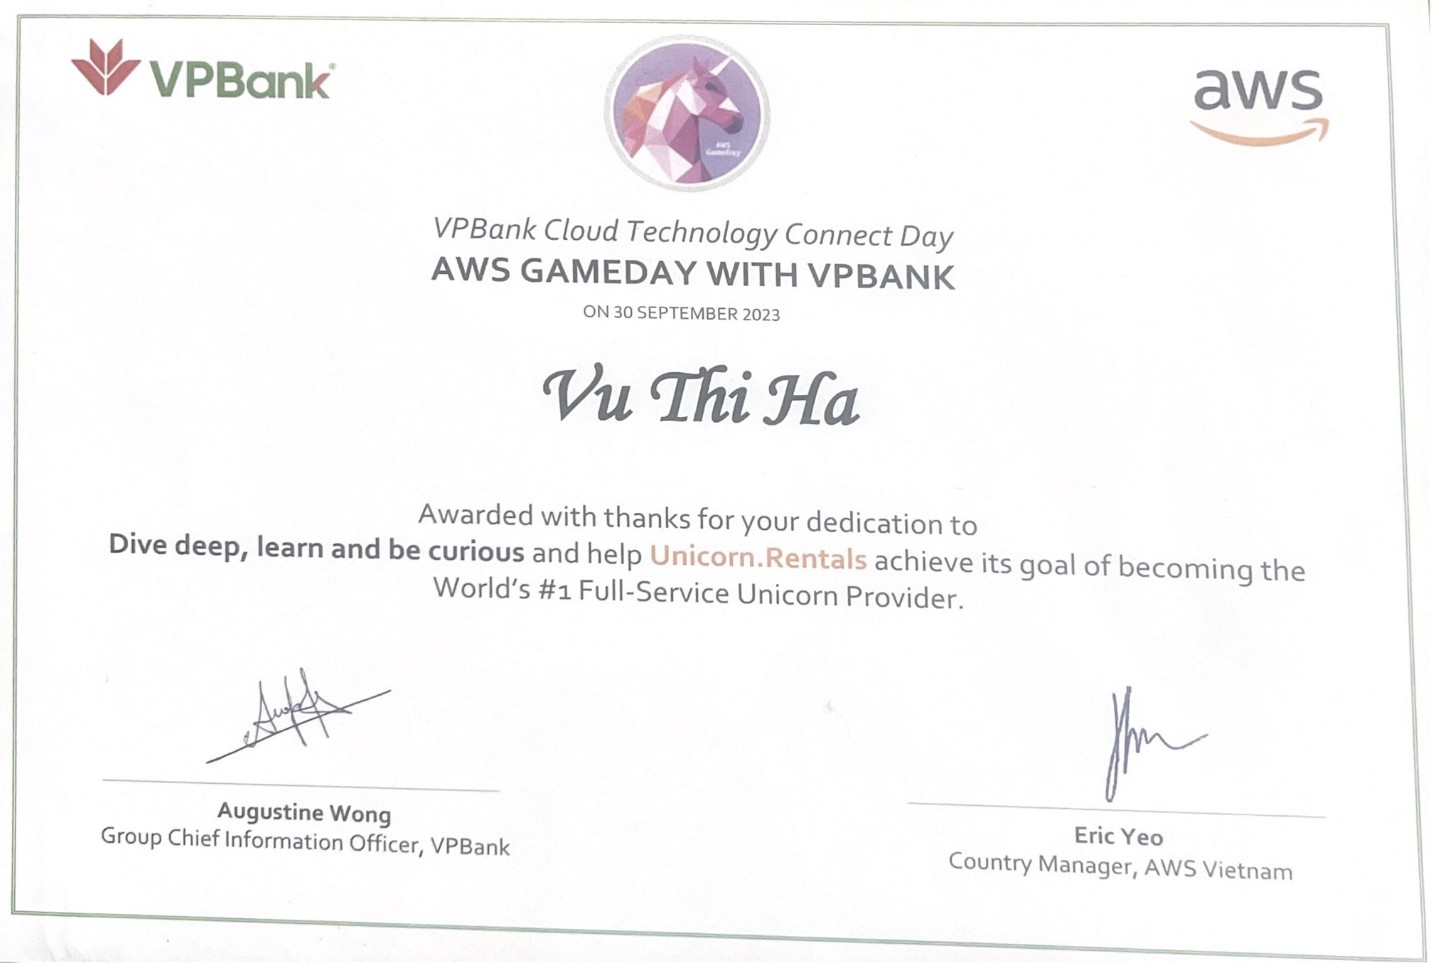 VPBank
AWS
GameDay
aws
VPBank Cloud Technology Connect Day
AWS GAMEDAY WITH VPBANK
ON 30 SEPTEMBER 2023
Vu Thi Ha
Awarded with thanks for your dedication to
Dive deep, learn and be curious and help Unicorn.Rentals achieve its goal of becoming the
World's #1 Full-Service Unicorn Provider.
Augustine Wong
Group Chief Information Officer, VPBank
Eric Yeo
Country Manager, AWS Vietnam